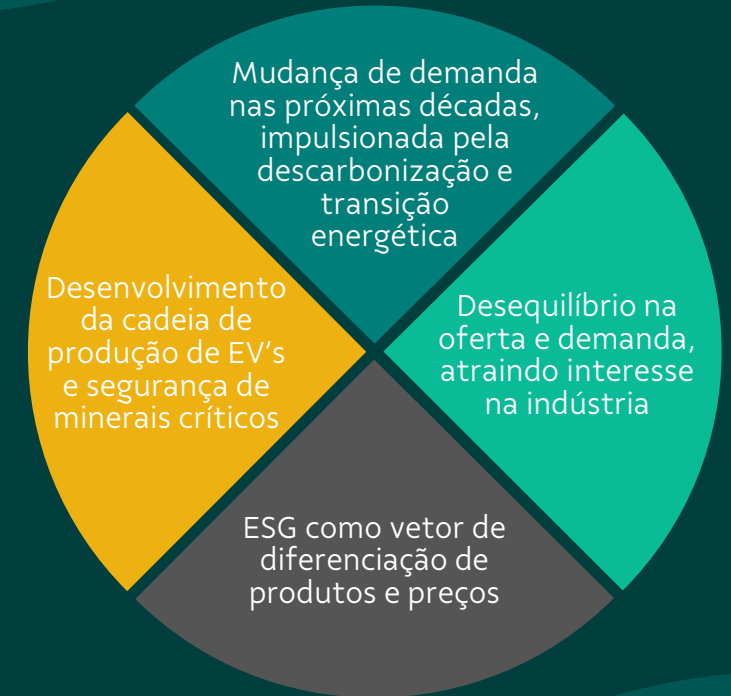 Mudança de demanda
nas próximas décadas,
impulsionada pela
descarbonização e
transição
energética
Desenvolvimento
da cadeia de
produção de EV’s
e segurança de
minerais críticos
Desequilíbrio na
oferta e demanda,
atraindo interesse
na indústria
ESG como vetor de
diferenciação de
produtos e preços